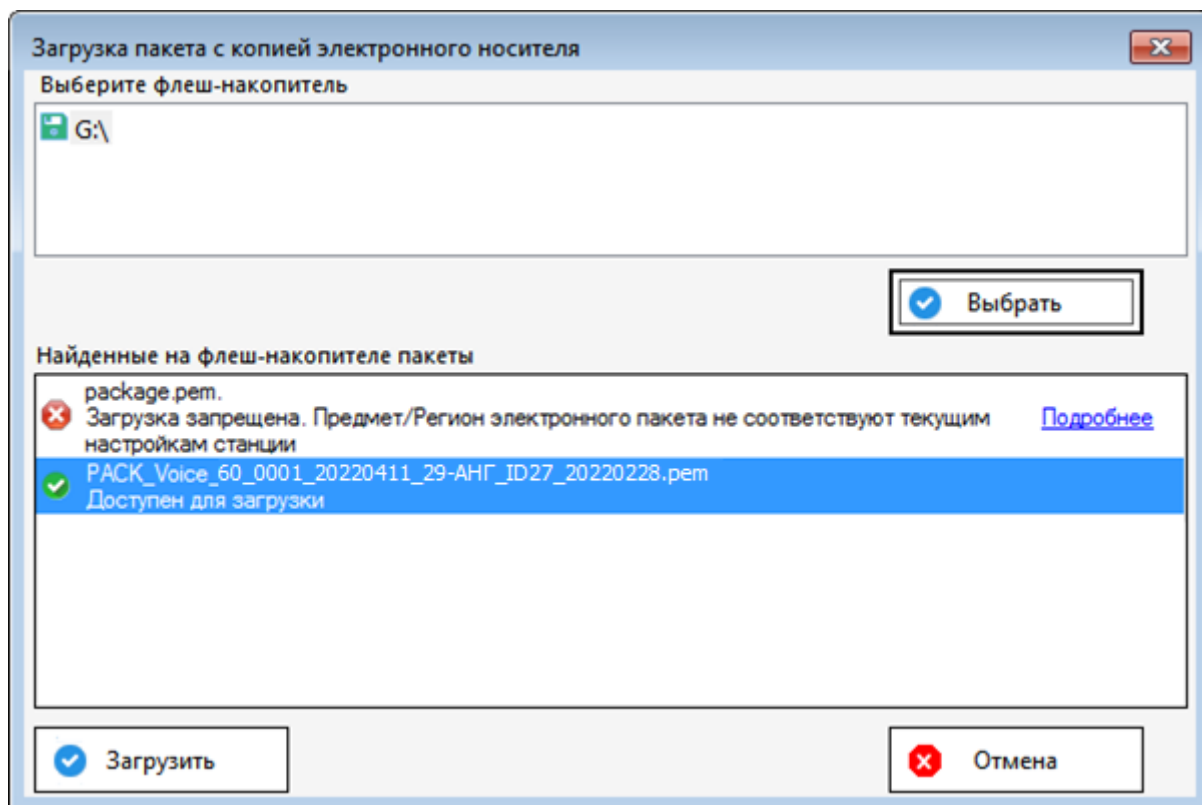 Загрузка пакета с копией электронного носителя
Выберите флеш-накопитель
G:\
Выбрать
Найденные на флеш-накопителе пакеты
package.pem.
Загрузка запрещена. Предмет/Регион электронного пакета не соответствуют текущим
настройкам станции
Подробнее
PACK_Voice_60_0001_20220411_29-АНГ_ID27_20220228.pem
Доступен для загрузки
Загрузить
Отмена